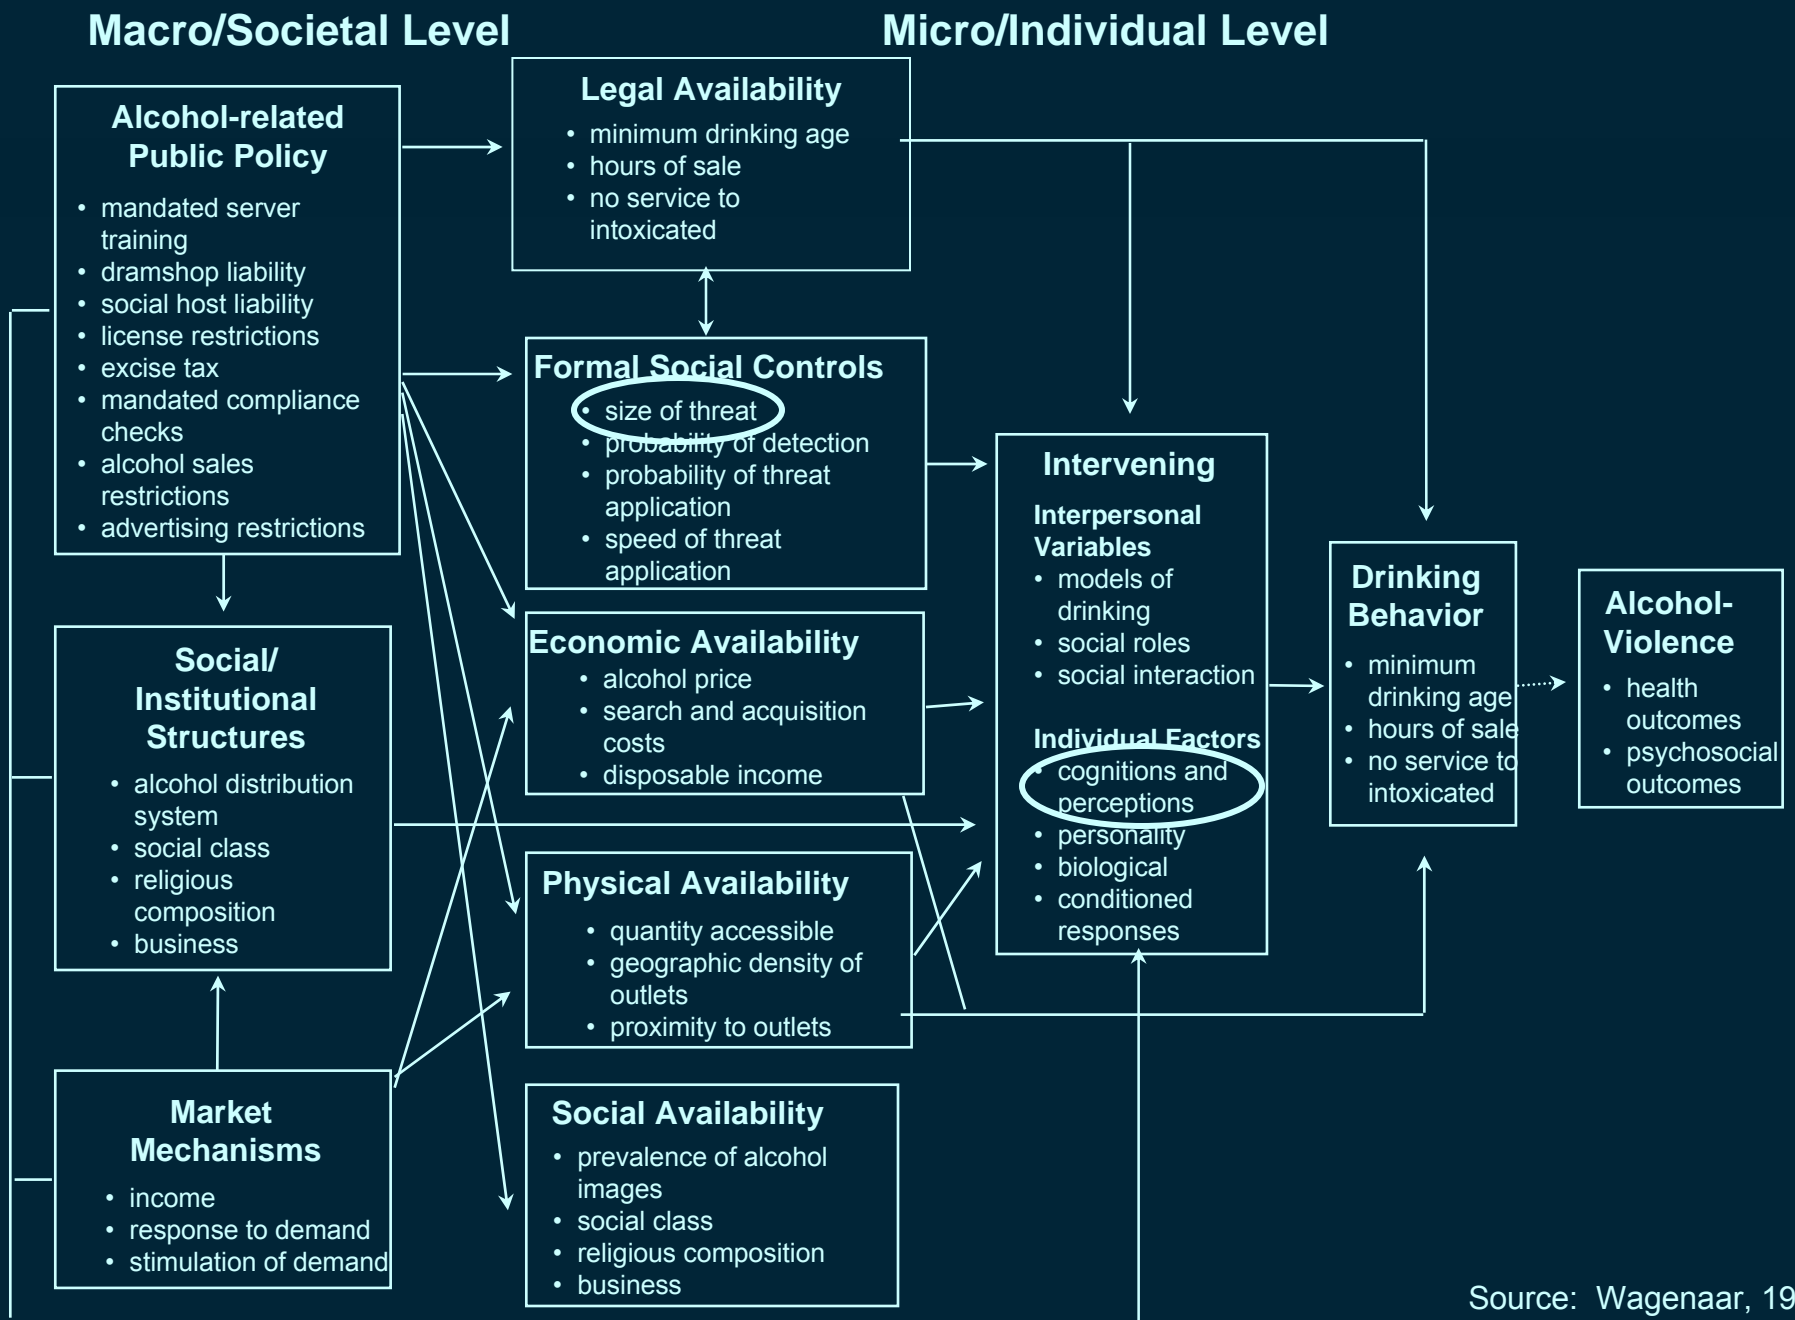 Macro/Societal Level
Micro/Individual Level
Alcohol-related
Public Policy
• mandated server
training
• dramshop liability
• social host liability
• license restrictions
• excise tax
• mandated compliance
checks
• alcohol sales
restrictions
• advertising restrictions
Social/
Institutional
Structures
• alcohol distribution
system
• social class
• religious
composition
• business
Market
Mechanisms
• income
• response to demand
• stimulation of demand
Legal Availability
• minimum drinking age
• hours of sale
• no service to
intoxicated
Formal Social Controls
• size of threat
• probability of detection
• probability of threat
application
• speed of threat
application
Economic Availability
• alcohol price
• search and acquisition
costs
• disposable income
Physical Availability
• quantity accessible
• geographic density of
outlets
• proximity to outlets
Social Availability
• prevalence of alcohol
images
• social class
• religious composition
• business
Intervening
Interpersonal
Variables
• models of
drinking
• social roles
• social interaction
Individual Factors
• cognitions and
perceptions
• personality
• biological
• conditioned
responses
Drinking
Behavior
• minimum
drinking age
• hours of sale
• no service to
intoxicated
Alcohol-
Violence
• health
outcomes
• psychosocial
outcomes
Source: Wagenaar, 19